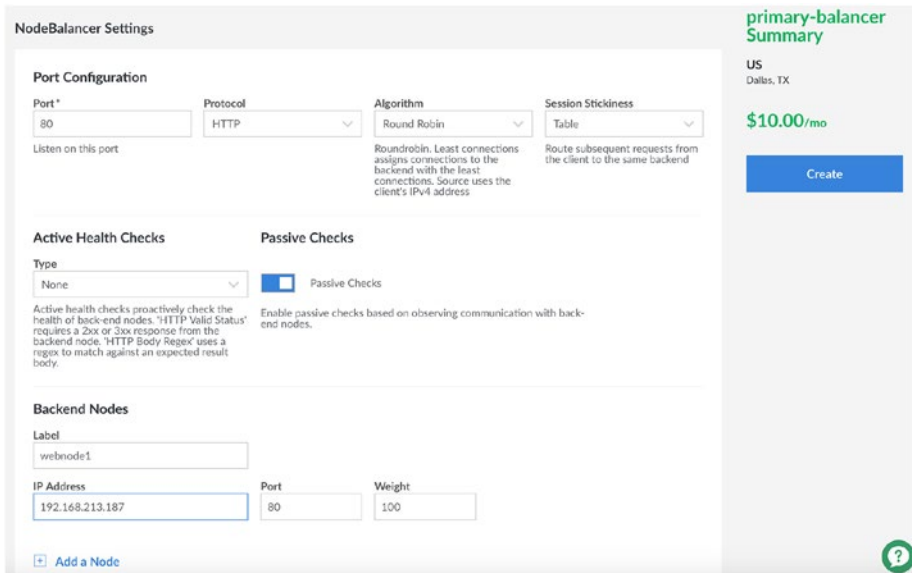 NodeBalancer Settings
primary-balancer
Summary
US
Dallas, TX
$10.00/mo
Create
Port Configuration
Port*
Protocol
Algorithm
Session Stickiness
80
HTTP
Round Robin
Table
Listen on this port
Roundrobin. Least connections
assigns connections to the
backend with the least
connections. Source uses the
client's IPv4 address
Route subsequent requests from
the client to the same backend
Active Health Checks
Type
None
Active health checks proactively check the
health of back-end nodes. 'HTTP Valid Status'
requires a 2xx or 3xx response from the
backend node. 'HTTP Body Regex' uses a
regex to match against an expected result
body.
Passive Checks
Passive Checks
Enable passive checks based on observing communication with back-
end nodes.
Backend Nodes
Label
webnode1
IP Address
Port
Weight
192.168.213.187
80
100
+ Add a Node
?